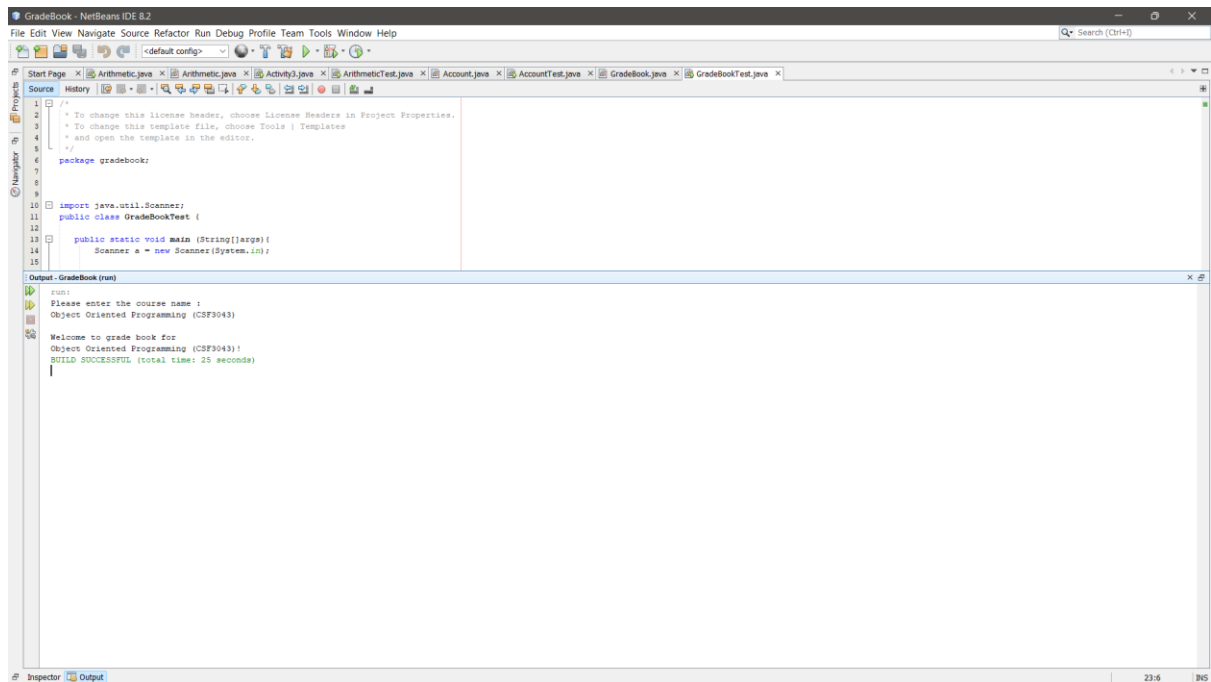 GradeBook - NetBeans IDE 8.2
File Edit View Navigate Source Refactor Run Debug Profile Team Tools Window Help
Search (Ctrl+I)
<default config>
Start Page Arithmetic.java Arithmetic.java Activity3.java ArithmeticTest.java Account.java AccountTest.java GradeBook.java GradeBookTest.java
Projects
Navigator
Source History
1 /*
2 * To change this license header, choose License Headers in Project Properties.
3 * To change this template file, choose Tools | Templates
4 * and open the template in the editor.
5 */
6 package gradebook;
7
8
9
10 import java.util.Scanner;
11 public class GradeBookTest {
12
13 public static void main (String[]args){
14 Scanner a = new Scanner(System.in);
15
Output - GradeBook (run)
run:
Please enter the course name :
Object Oriented Programming (CSF3043)
Welcome to grade book for
Object Oriented Programming (CSF3043)!
BUILD SUCCESSFUL (total time: 25 seconds)
Inspector Output
23:6 INS